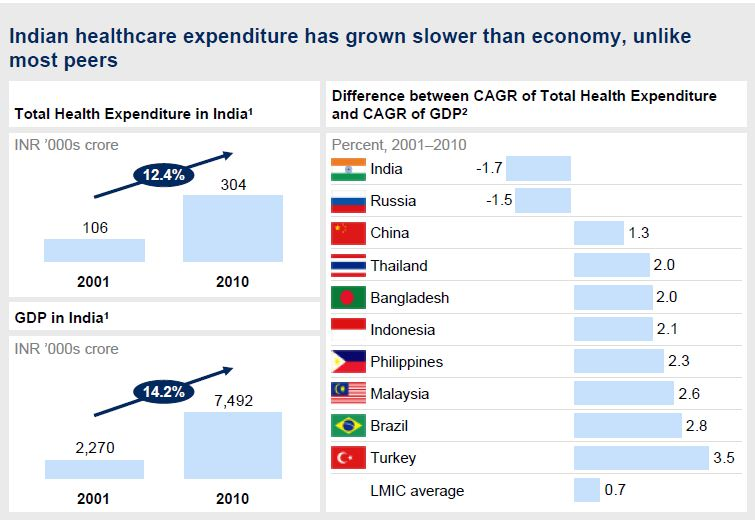 Indian healthcare expenditure has grown slower than economy, unlike
most peers
Total Health Expenditure in India¹
INR ’000s crore
12.4%
106
304
2001
2010
GDP in India¹
INR ’000s crore
14.2%
2,270
7,492
2001
2010
Difference between CAGR of Total Health Expenditure
and CAGR of GDP²
Percent, 2001–2010
India -1.7
Russia -1.5
China 1.3
Thailand 2.0
Bangladesh 2.0
Indonesia 2.1
Philippines 2.3
Malaysia 2.6
Brazil 2.8
Turkey 3.5
LMIC average 0.7